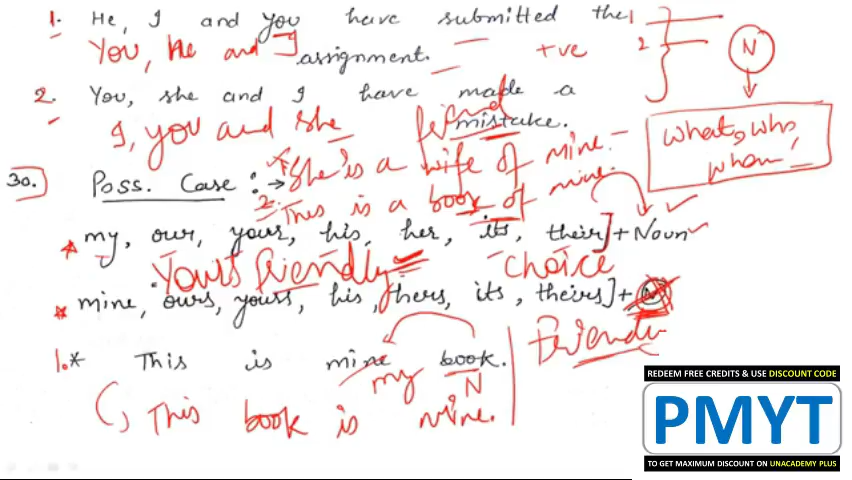 1. He, I and you have submitted the 1
You, He and I assignment. +ve 2 N
2. You, she and I have made a
friend
I, you and she mistake. what, who
whom
1. She is a wife of mine.
30. Poss. Case :→
2. This is a book of mine.
* my, our, your, his, her, its, their] + Noun
Yours friendly choice
* mine, ours, yours, his, hers, its, theirs] + N
Friendly
1.* This is mine book.
my N
This book is mine.
REDEEM FREE CREDITS & USE DISCOUNT CODE
PMYT
TO GET MAXIMUM DISCOUNT ON UNACADEMY PLUS